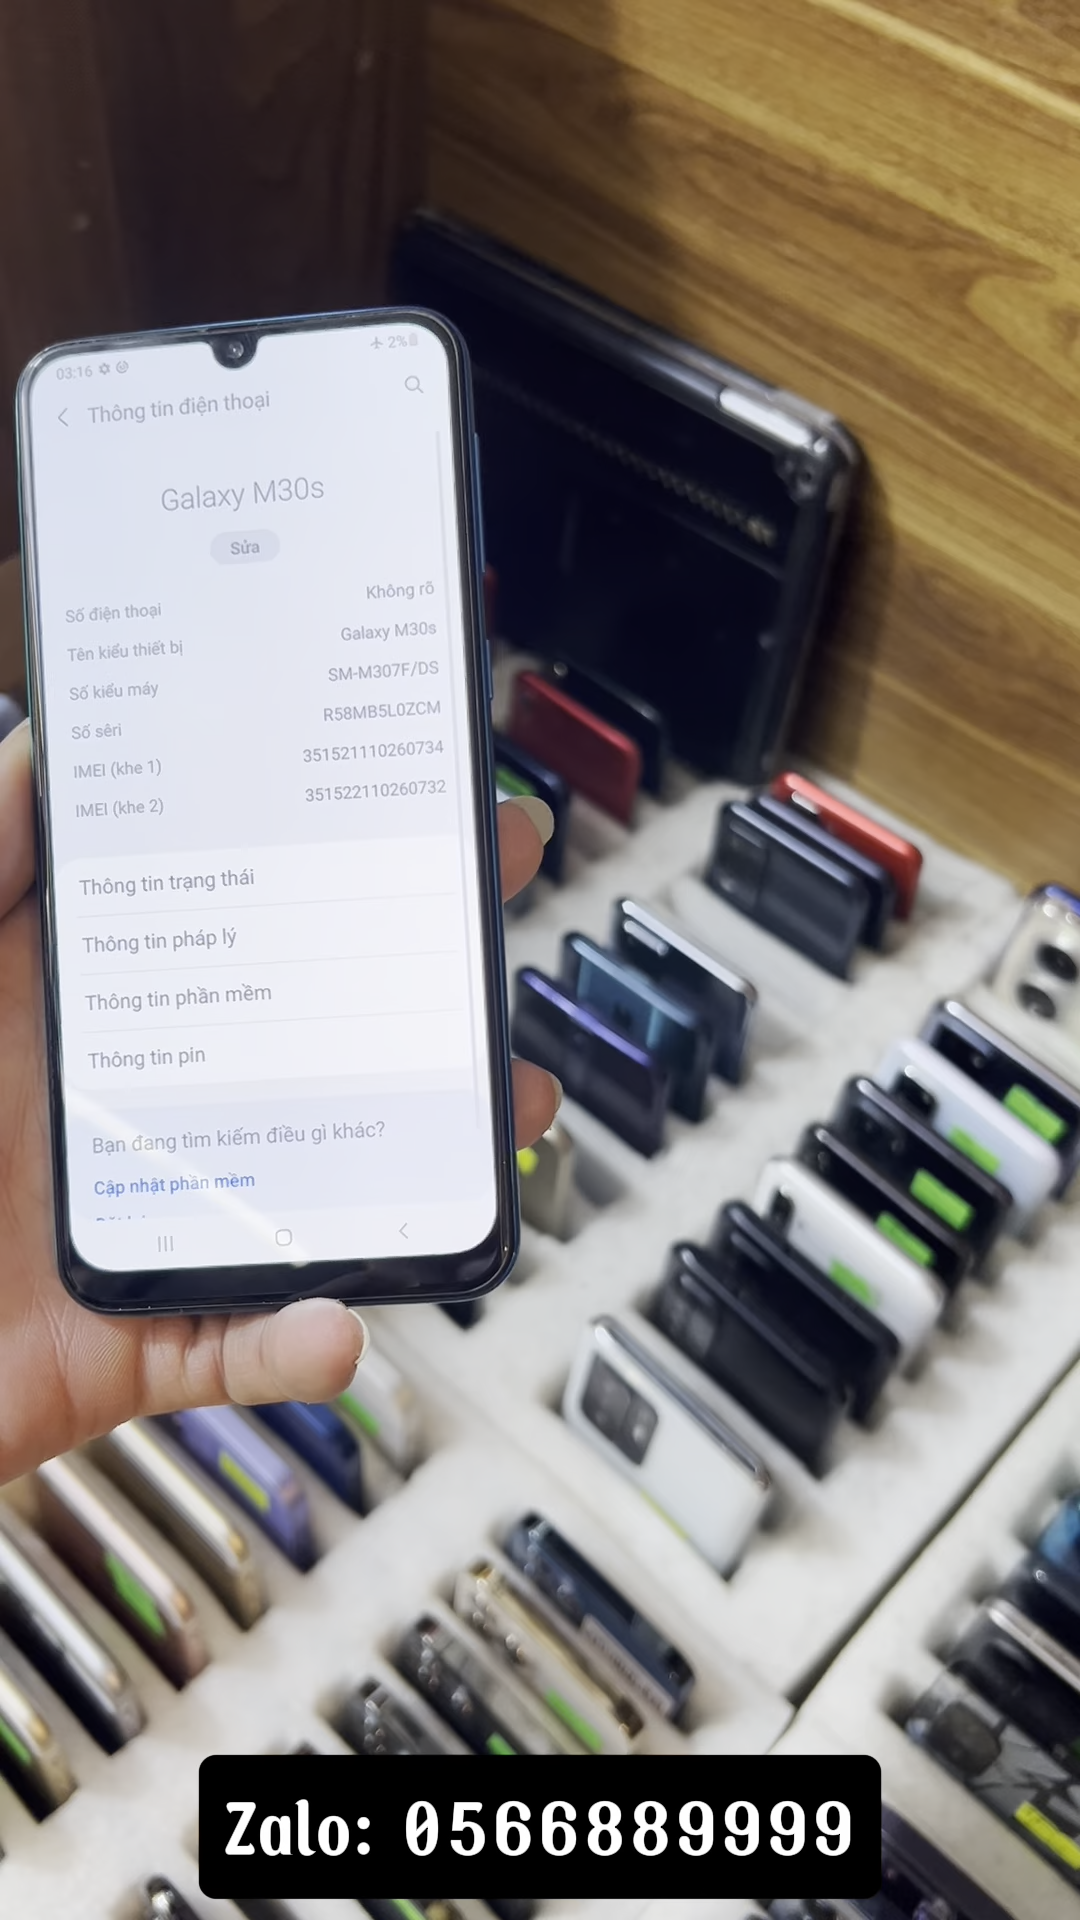 03:16
2%
Thông tin điện thoại
Galaxy M30s
Sửa
Số điện thoại Không rõ
Tên kiểu thiết bị Galaxy M30s
Số kiểu máy SM-M307F/DS
Số sêri R58MB5L0ZCM
IMEI (khe 1) 351521110260734
IMEI (khe 2) 351522110260732
Thông tin trạng thái
Thông tin pháp lý
Thông tin phần mềm
Thông tin pin
Bạn đang tìm kiếm điều gì khác?
Cập nhật phần mềm
Zalo: 0566889999